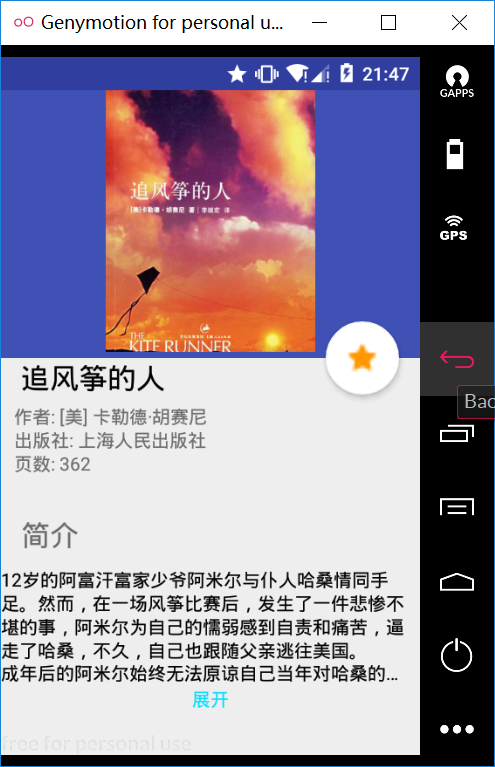 Genymotion for personal u...
21:47
GAPPS
追风筝的人
[美]卡勒德·胡赛尼 著 李继宏 译
GPS
上海人民出版社
THE
KITE RUNNER
追风筝的人
Bac
作者: [美] 卡勒德·胡赛尼
出版社: 上海人民出版社
页数: 362
简介
12岁的阿富汗富家少爷阿米尔与仆人哈桑情同手
足。然而，在一场风筝比赛后，发生了一件悲惨不
堪的事，阿米尔为自己的懦弱感到自责和痛苦，逼
走了哈桑，不久，自己也跟随父亲逃往美国。
成年后的阿米尔始终无法原谅自己当年对哈桑的...
展开
free for personal use